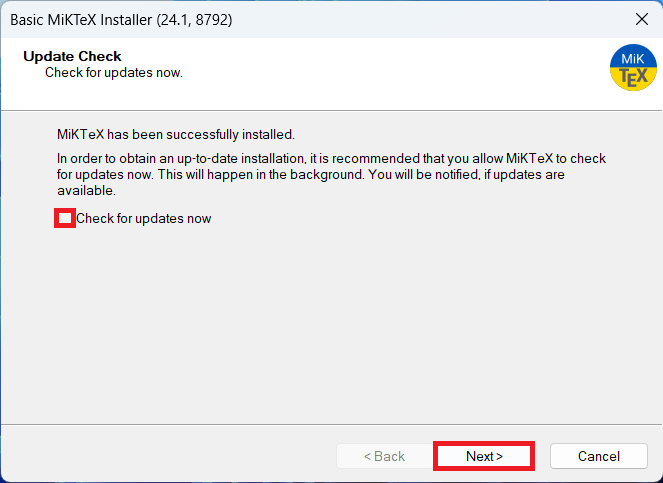 Basic MiKTeX Installer (24.1, 8792)
Update Check
Check for updates now.
MiK
TEX
MiKTeX has been successfully installed.
In order to obtain an up-to-date installation, it is recommended that you allow MiKTeX to check
for updates now. This will happen in the background. You will be notified, if updates are
available.
Check for updates now
< Back
Next >
Cancel